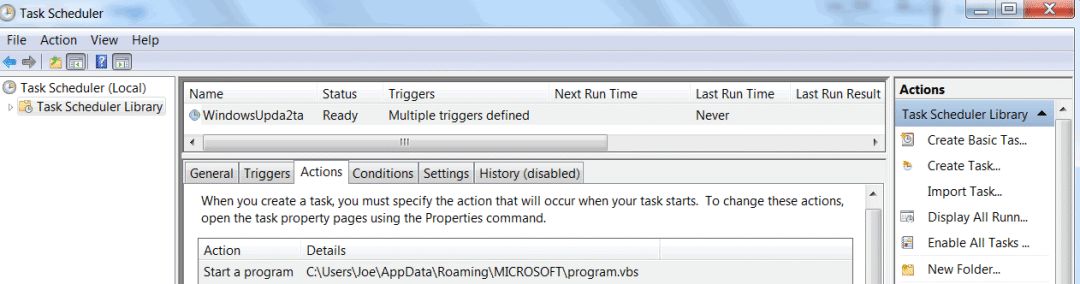 Task Scheduler
File Action View Help
Task Scheduler (Local)
Task Scheduler Library
Name Status Triggers Next Run Time Last Run Time Last Run Result
WindowsUpda2ta Ready Multiple triggers defined Never
General Triggers Actions Conditions Settings History (disabled)
When you create a task, you must specify the action that will occur when your task starts. To change these actions,
open the task property pages using the Properties command.
Action Details
Start a program C:\Users\Joe\AppData\Roaming\MICROSOFT\program.vbs
Actions
Task Scheduler Library
Create Basic Tas...
Create Task...
Import Task...
Display All Runn...
Enable All Tasks ...
New Folder...